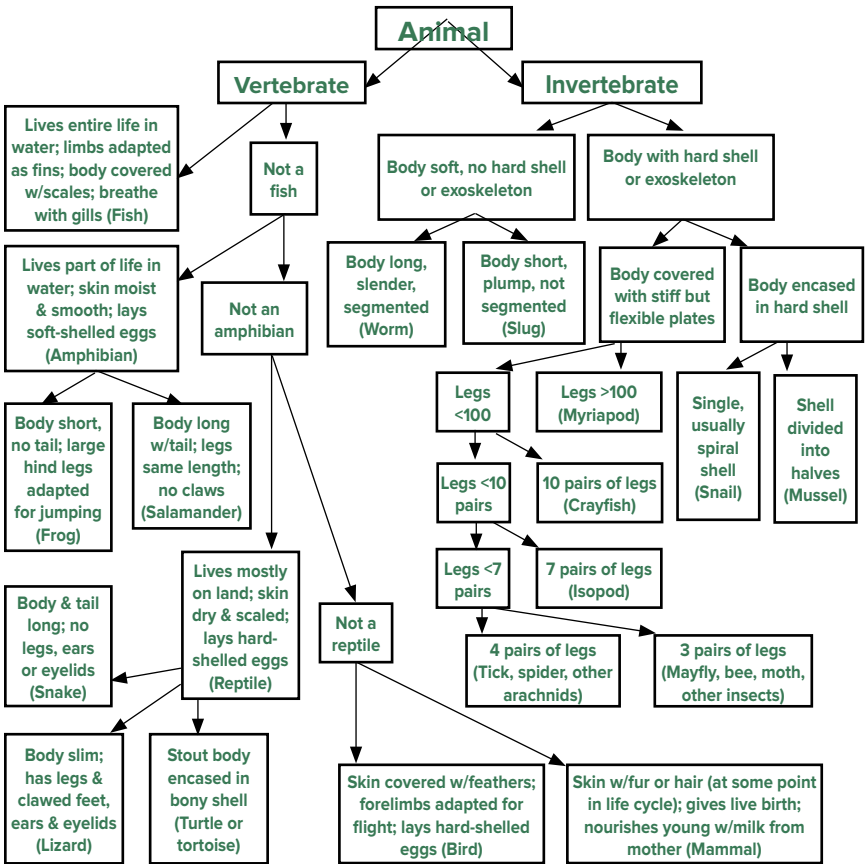 Animal
Vertebrate
Invertebrate
Lives entire life in
water; limbs adapted
as fins; body covered
w/scales; breathe
with gills (Fish)
Not a
fish
Body soft, no hard shell
or exoskeleton
Body with hard shell
or exoskeleton
Lives part of life in
water; skin moist
& smooth; lays
soft-shelled eggs
(Amphibian)
Not an
amphibian
Body long,
slender,
segmented
(Worm)
Body short,
plump, not
segmented
(Slug)
Body covered
with stiff but
flexible plates
Body encased
in hard shell
Body short,
no tail; large
hind legs
adapted
for jumping
(Frog)
Body long
w/tail; legs
same length;
no claws
(Salamander)
Legs
<100
Legs >100
(Myriapod)
Single,
usually
spiral
shell
(Snail)
Shell
divided
into
halves
(Mussel)
Legs <10
pairs
10 pairs of legs
(Crayfish)
Legs <7
pairs
7 pairs of legs
(Isopod)
Body & tail
long; no
legs, ears
or eyelids
(Snake)
Lives mostly
on land; skin
dry & scaled;
lays hard-
shelled eggs
(Reptile)
Not a
reptile
4 pairs of legs
(Tick, spider, other
arachnids)
3 pairs of legs
(Mayfly, bee, moth,
other insects)
Body slim;
has legs &
clawed feet,
ears & eyelids
(Lizard)
Stout body
encased in
bony shell
(Turtle or
tortoise)
Skin covered w/feathers;
forelimbs adapted for
flight; lays hard-shelled
eggs (Bird)
Skin w/fur or hair (at some point
in life cycle); gives live birth;
nourishes young w/milk from
mother (Mammal)